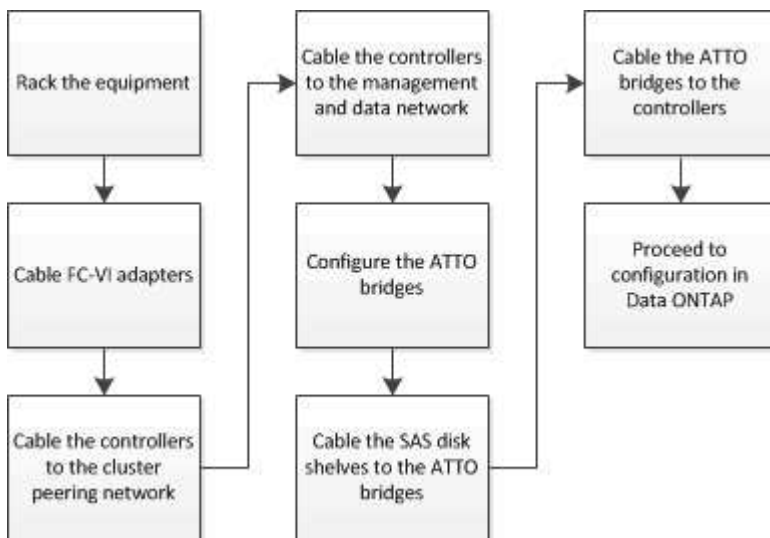 Rack the equipment
Cable FC-VI adapters
Cable the controllers
to the cluster
peering network
Cable the controllers
to the management
and data network
Configure the ATTO
bridges
Cable the SAS disk
shelves to the ATTO
bridges
Cable the ATTO
bridges to the
controllers
Proceed to
configuration in
Data ONTAP